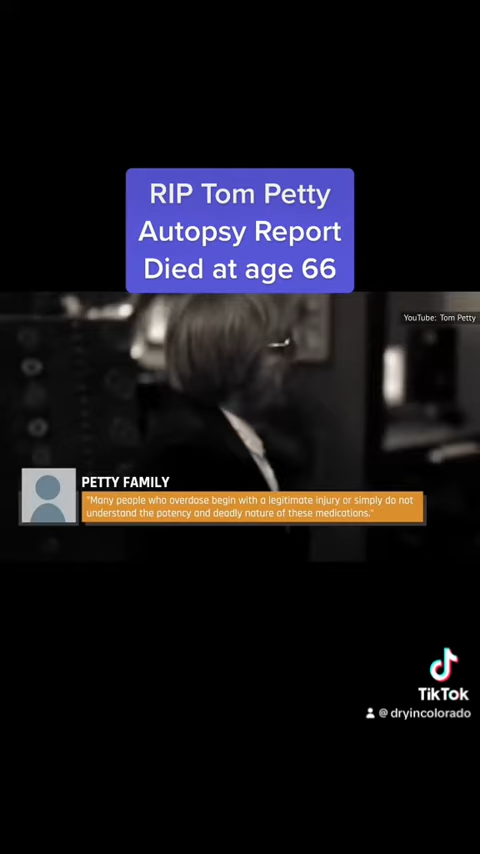 RIP Tom Petty
Autopsy Report
Died at age 66
YouTube: Tom Petty
PETTY FAMILY
"Many people who overdose begin with a legitimate injury or simply do not
understand the potency and deadly nature of these medications."
TikTok
@ dryincolorado